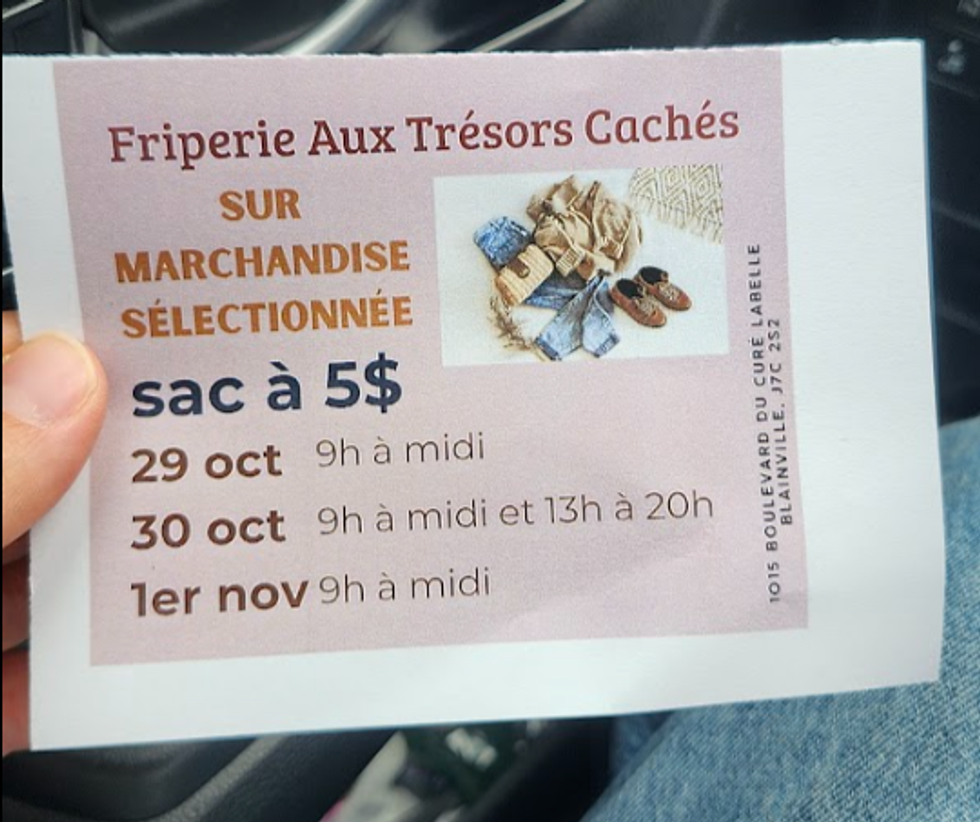 Friperie Aux Trésors Cachés
SUR
MARCHANDISE
SÉLECTIONNÉE
sac à 5$
29 oct 9h à midi
30 oct 9h à midi et 13h à 20h
1er nov 9h à midi
1015 BOULEVARD DU CURÉ LABELLE
BLAINVILLE, J7C 2S2